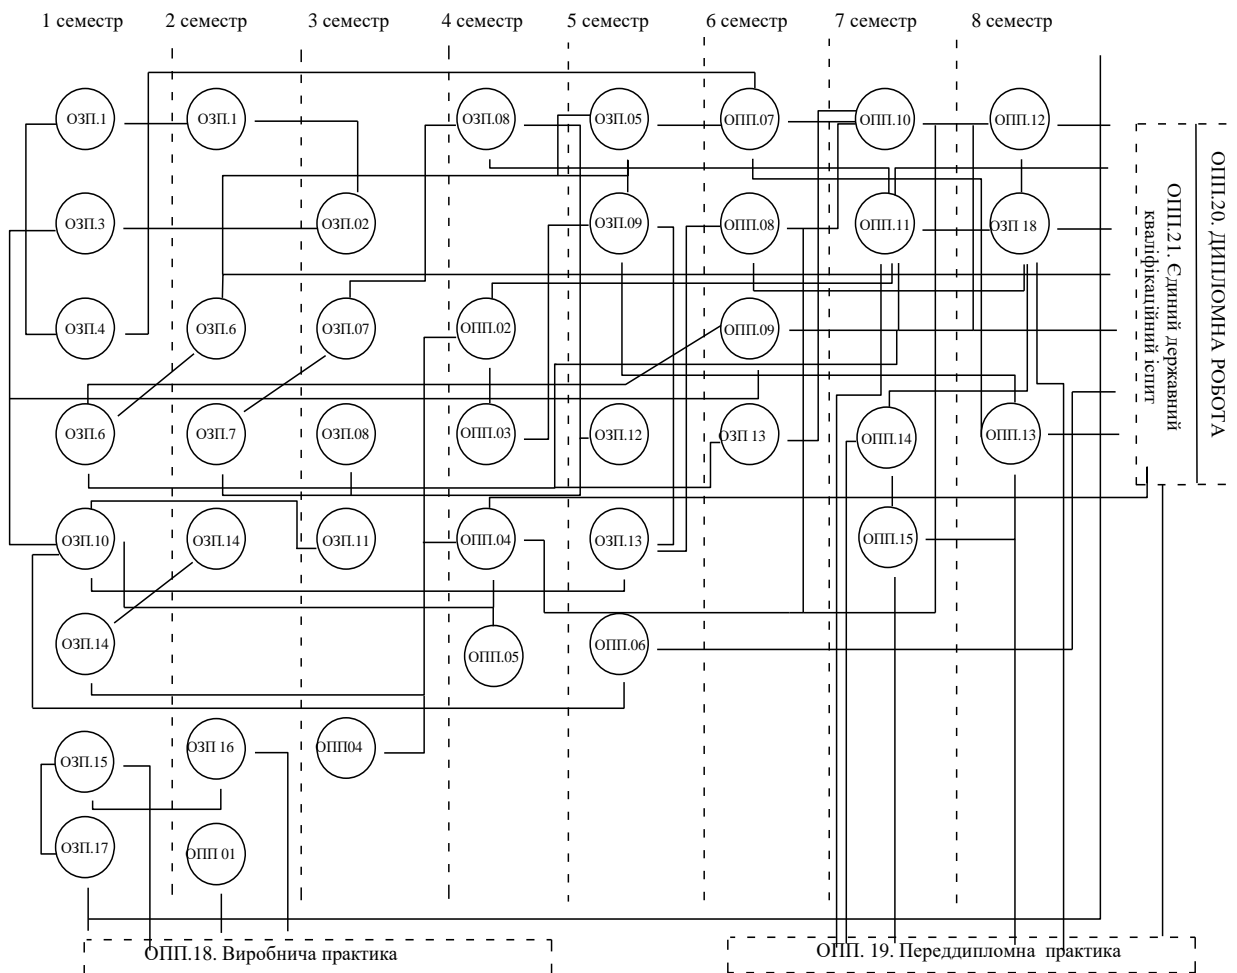 1 семестр
2 семестр
3 семестр
4 семестр
5 семестр
6 семестр
7 семестр
8 семестр
ОЗП.1
ОЗП.1
ОЗП.08
ОЗП.05
ОПП.07
ОПП.10
ОПП.12
ОЗП.3
ОЗП.02
ОЗП.09
ОПП.08
ОПП.11
ОЗП 18
ОЗП.4
ОЗП.6
ОЗП.07
ОПП.02
ОПП.09
ОЗП.6
ОЗП.7
ОЗП.08
ОПП.03
ОЗП.12
ОЗП 13
ОПП.14
ОПП.13
ОЗП.10
ОЗП.14
ОЗП.11
ОПП.04
ОЗП.13
ОПП.15
ОЗП.14
ОПП.05
ОПП.06
ОЗП.15
ОЗП 16
ОПП04
ОЗП.17
ОПП 01
ОПП.18. Виробнича практика
ОПП. 19. Переддипломна практика
ОПП.21. Єдиний державний
кваліфікаційний іспит
ОПП.20. ДИПЛОМНА РОБОТА